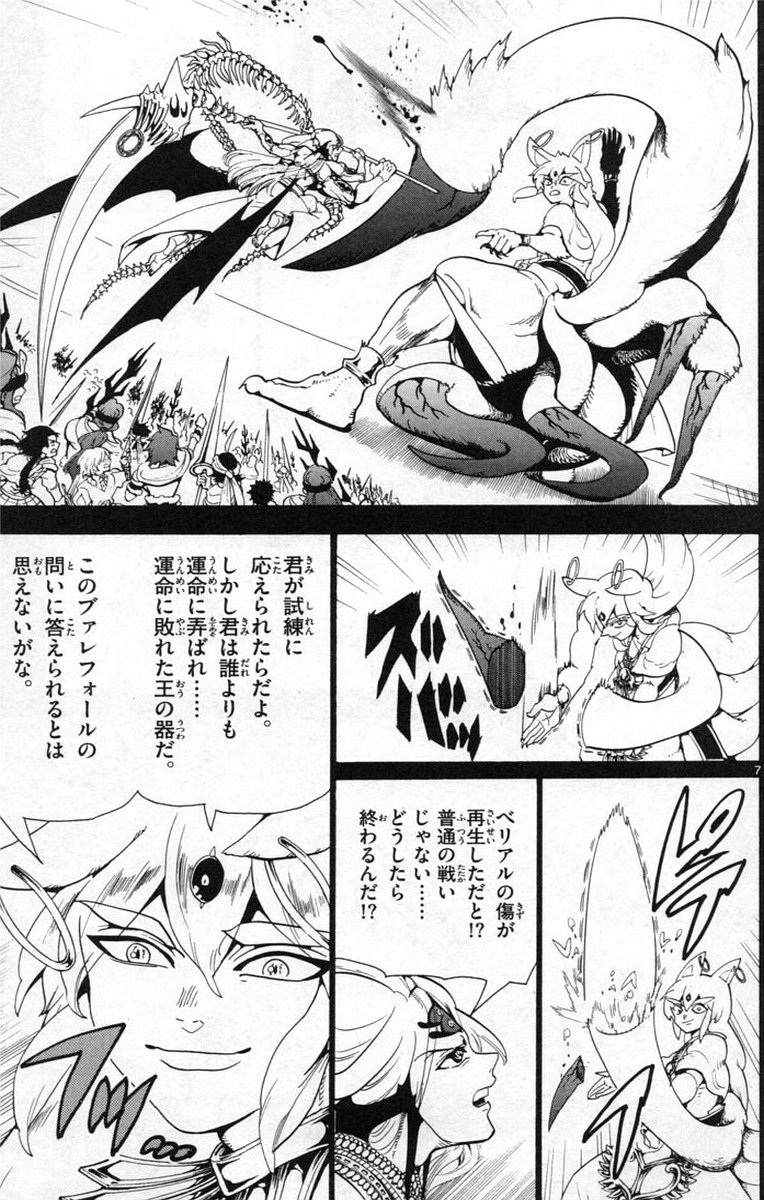 ズバッ
7
ピキ
ベリアルの傷が
再生しただと!?
普通の戦い
じゃない……
どうしたら
終わるんだ!?
君が試練に
応えられたらだよ。
しかし君は誰よりも
運命に弄ばれ……
運命に敗れた王の器だ。
このブァレフォールの
問いに答えられるとは
思えないがな。
フッ…